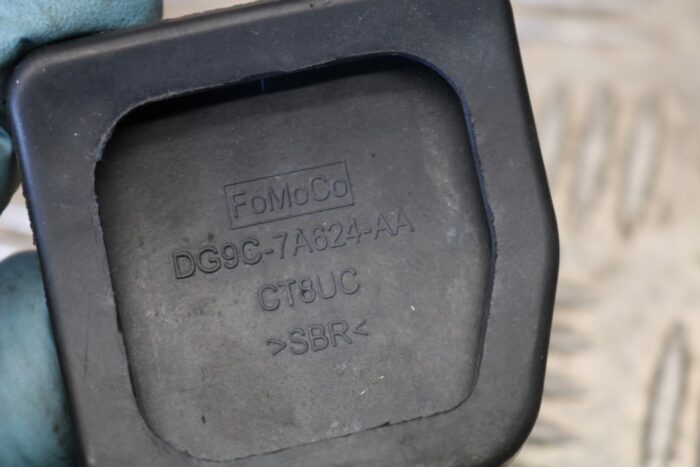 FoMoCo
DG9C-7A624-AA
CT8UC
>SBR<